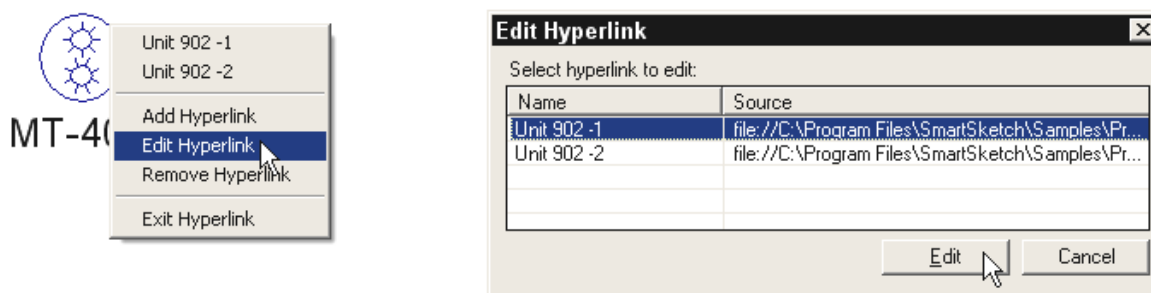 Unit 902 -1
Unit 902 -2
Add Hyperlink
Edit Hyperlink
Remove Hyperlink
Exit Hyperlink
MT-40
Edit Hyperlink
Select hyperlink to edit:
Name Source
Unit 902 -1 file://C:\Program Files\SmartSketch\Samples\Pr...
Unit 902 -2 file://C:\Program Files\SmartSketch\Samples\Pr...
Edit Cancel